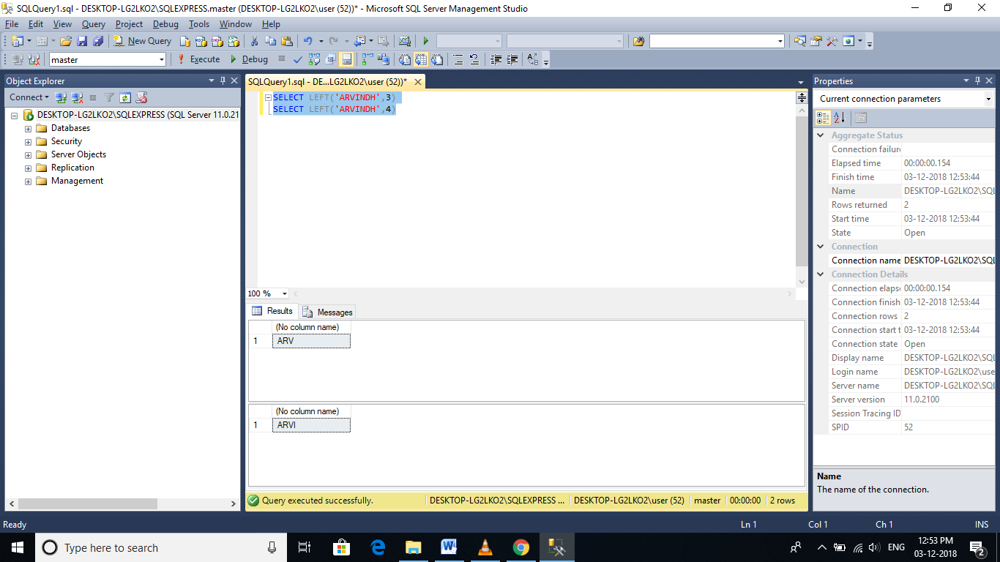 SQLQuery1.sql - DESKTOP-LG2LKO2\SQLEXPRESS.master (DESKTOP-LG2LKO2\user (52))* - Microsoft SQL Server Management Studio
File Edit View Query Project Debug Tools Window Help
New Query
master Execute Debug
Object Explorer
Connect
DESKTOP-LG2LKO2\SQLEXPRESS (SQL Server 11.0.21
Databases
Security
Server Objects
Replication
Management
SQLQuery1.sql - DE...LG2LKO2\user (52))*
SELECT LEFT('ARVINDH',3)
SELECT LEFT('ARVINDH',4)
100 %
Results Messages
(No column name)
1 ARV
(No column name)
1 ARVI
Query executed successfully. DESKTOP-LG2LKO2\SQLEXPRESS ... DESKTOP-LG2LKO2\user (52) master 00:00:00 2 rows
Properties
Current connection parameters
Aggregate Status
Connection failure
Elapsed time 00:00:00.154
Finish time 03-12-2018 12:53:44
Name DESKTOP-LG2LKO2\SQL
Rows returned 2
Start time 03-12-2018 12:53:44
State Open
Connection
Connection name DESKTOP-LG2LKO2\SQL
Connection Details
Connection elapse 00:00:00.154
Connection finish 03-12-2018 12:53:44
Connection rows 2
Connection start t 03-12-2018 12:53:44
Connection state Open
Display name DESKTOP-LG2LKO2\SQL
Login name DESKTOP-LG2LKO2\use
Server name DESKTOP-LG2LKO2\SQL
Server version 11.0.2100
Session Tracing ID
SPID 52
Name
The name of the connection.
Ready Ln 1 Col 1 Ch 1 INS
Type here to search
ENG
12:53 PM
03-12-2018
2